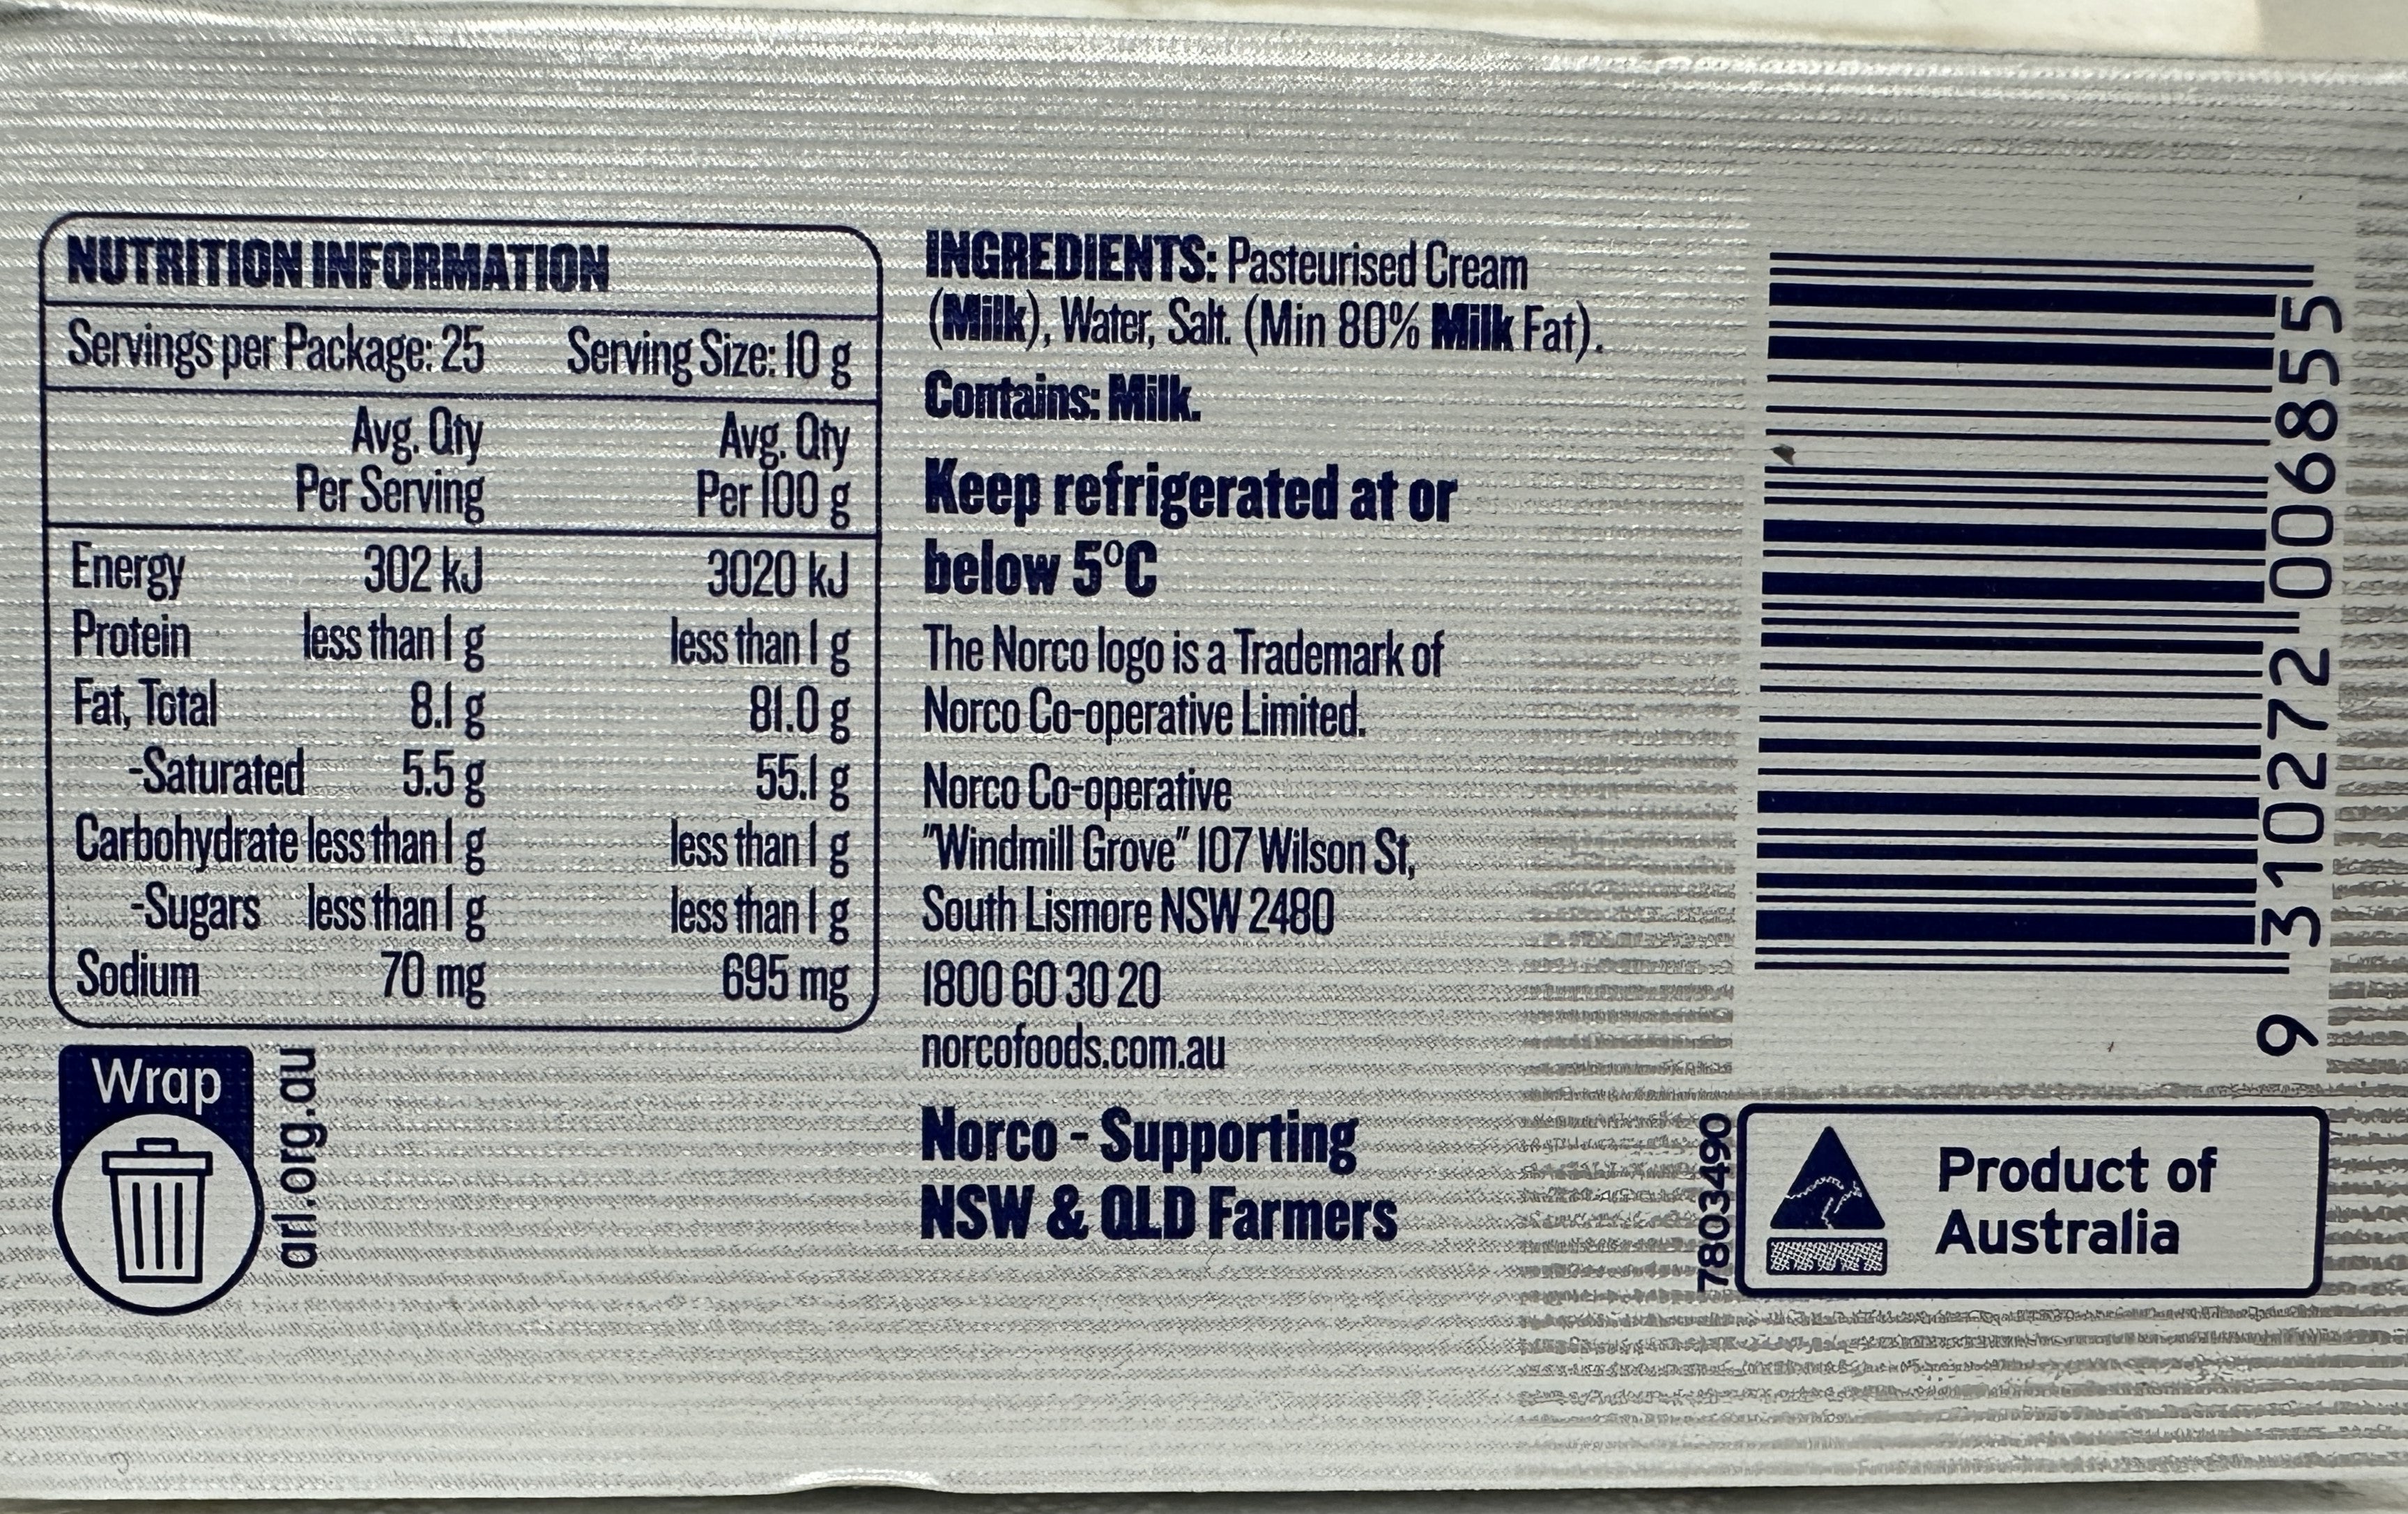 NUTRITION INFORMATION
Servings per Package: 25 Serving Size: 10 g
Avg. Qty Avg. Qty
Per Serving Per 100 g
Energy 302 kJ 3020 kJ
Protein less than 1 g less than 1 g
Fat, Total 8.1 g 81.0 g
-Saturated 5.5 g 55.1 g
Carbohydrate less than 1 g less than 1 g
-Sugars less than 1 g less than 1 g
Sodium 70 mg 695 mg
Wrap
arl.org.au
INGREDIENTS: Pasteurised Cream
(Milk), Water, Salt. (Min 80% Milk Fat).
Contains: Milk.
Keep refrigerated at or
below 5°C
The Norco logo is a Trademark of
Norco Co-operative Limited.
Norco Co-operative
"Windmill Grove" 107 Wilson St,
South Lismore NSW 2480
1800 60 30 20
norcofoods.com.au
Norco - Supporting
NSW & QLD Farmers
9 310272 006855
7803490
Product of
Australia